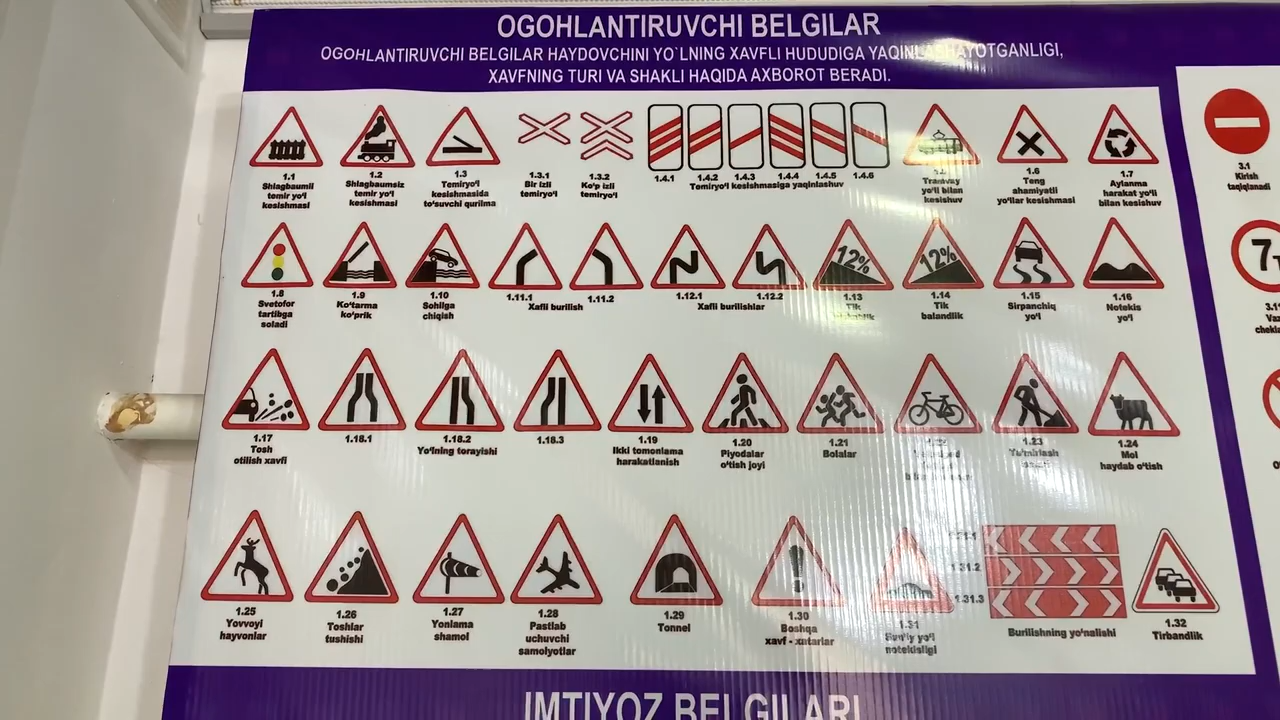 OGOHLANTIRUVCHI BELGILAR
OGOHLANTIRUVCHI BELGILAR HAYDOVCHINI YO`LNING XAVFLI HUDUDIGA YAQINLASHAYOTGANLIGI,
XAVFNING TURI VA SHAKLI HAQIDA AXBOROT BERADI.
1.1
Shlagbaumli
temir yo'l
kesishmasi
1.2
Shlagbaumsiz
temir yo'l
kesishmasi
1.3
Temiryo'l
kesishmasida
to'suvchi qurilma
1.3.1
Bir izli
temiryo'l
1.3.2
Ko'p izli
temiryo'l
1.4.1
1.4.2
1.4.3
1.4.4
1.4.5
1.4.6
Temiryo'l kesishmasiga yaqinlashuv
Tramvay
yo'li bilan
kesishuv
1.6
Teng
ahamiyatli
yo'llar kesishmasi
1.7
Aylanma
harakat yo'li
bilan kesishuv
3.1
Kirish
taqiqlanadi
1.8
Svetofor
tartibga
soladi
1.9
Ko'tarma
ko'prik
1.10
Sohilga
chiqish
1.11.1
1.11.2
Xafli burilish
1.12.1
1.12.2
Xafli burilishlar
12%
1.13
Tik
12%
1.14
Tik
balandlik
1.15
Sirpanchiq
yo'l
1.16
Notekis
yo'l
7
1.17
Tosh
otilish xavfi
1.18.1
1.18.2
1.18.3
Yo'lning torayishi
1.19
Ikki tomonlama
harakatlanish
1.20
Piyodalar
o'tish joyi
1.21
Bolalar
1.23
1.24
Mol
haydab o'tish
1.25
Yovvoyi
hayvonlar
1.26
Toshlar
tushishi
1.27
Yonlama
shamol
1.28
Pastlab
uchuvchi
samolyotlar
1.29
Tonnel
1.30
Boshqa
xavf - xatarlar
1.31
Sun'iy yo'l
notekisligi
1.31.2
1.31.3
Burilishning yo'nalishi
1.32
Tirbandlik
IMTIYOZ BELGILARI